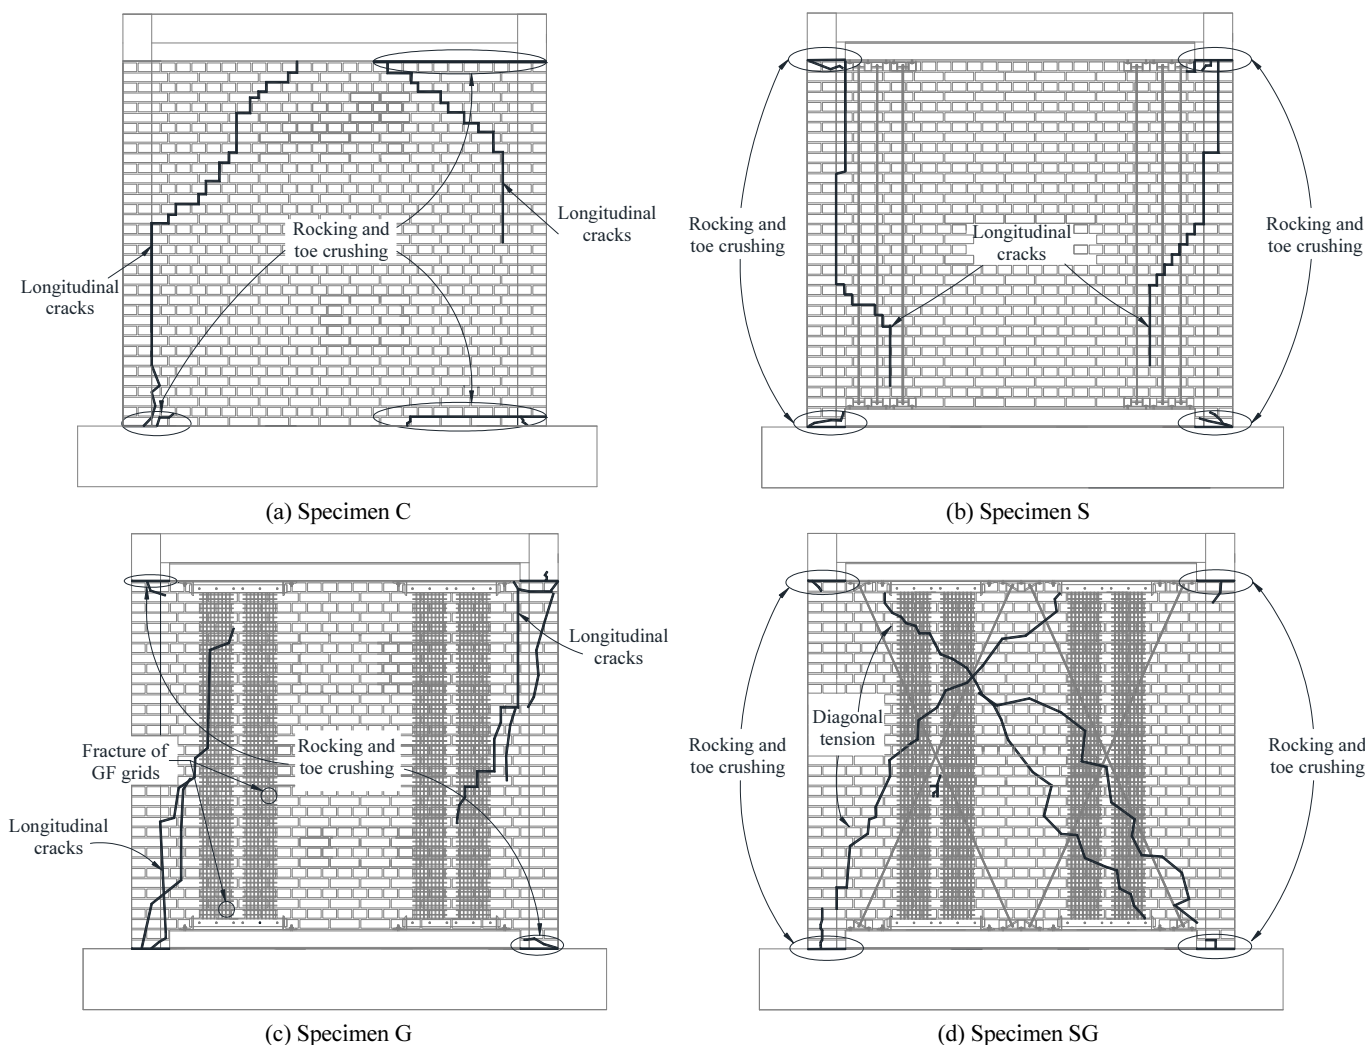 Rocking and
toe crushing
Longitudinal
cracks
Longitudinal
cracks
(a) Specimen C
Rocking and
toe crushing
Longitudinal
cracks
Rocking and
toe crushing
(b) Specimen S
Longitudinal
cracks
Fracture of
GF grids
Rocking and
toe crushing
Longitudinal
cracks
(c) Specimen G
Rocking and
toe crushing
Diagonal
tension
Rocking and
toe crushing
(d) Specimen SG